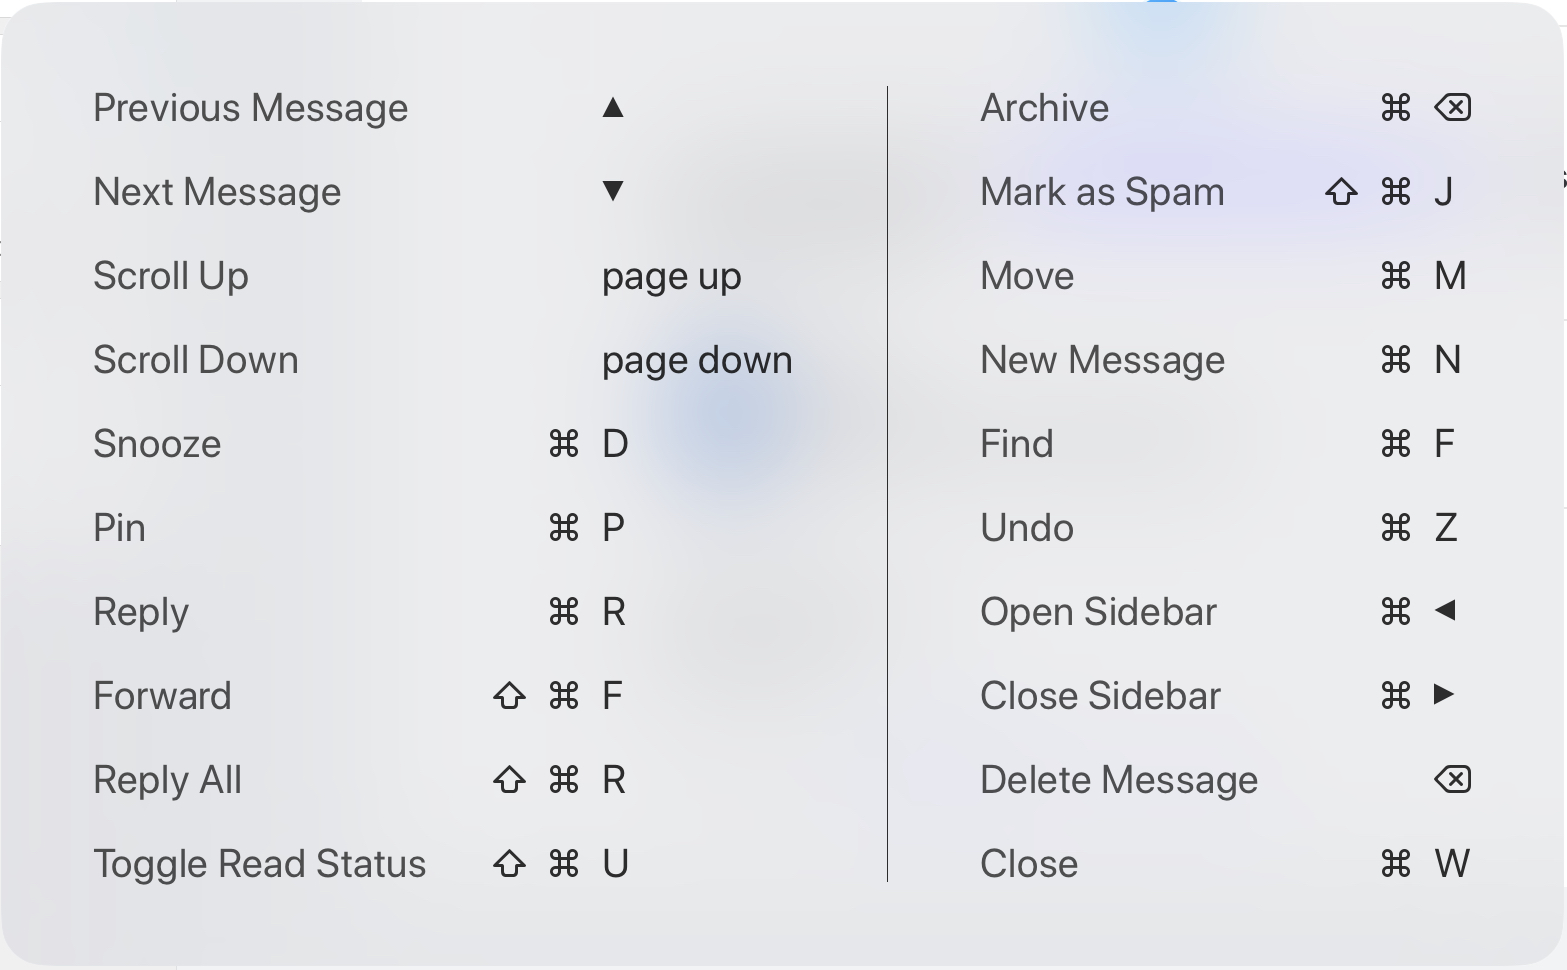 Previous Message ▲
Next Message ▼
Scroll Up page up
Scroll Down page down
Snooze ⌘ D
Pin ⌘ P
Reply ⌘ R
Forward ⇧ ⌘ F
Reply All ⇧ ⌘ R
Toggle Read Status ⇧ ⌘ U
Archive ⌘ ⌫
Mark as Spam ⇧ ⌘ J
Move ⌘ M
New Message ⌘ N
Find ⌘ F
Undo ⌘ Z
Open Sidebar ⌘ ◀
Close Sidebar ⌘ ▶
Delete Message ⌫
Close ⌘ W